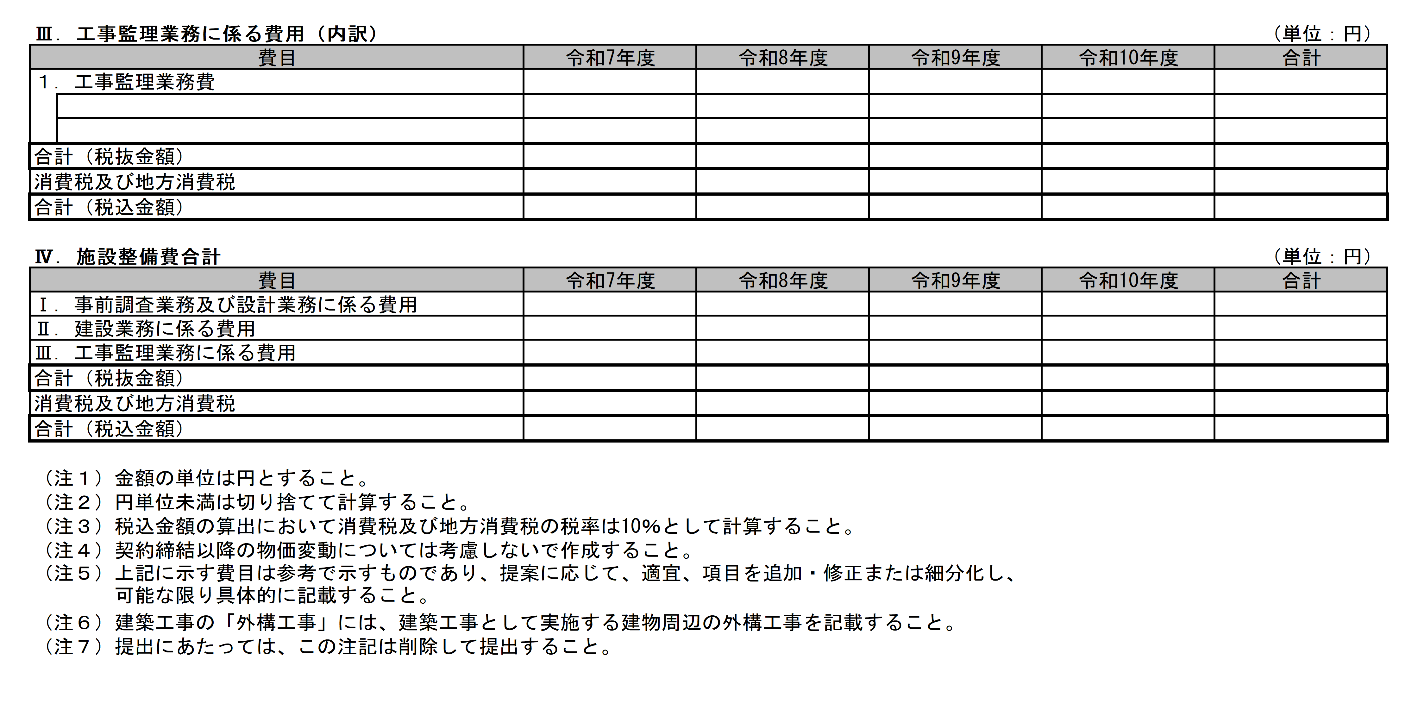 Ⅲ．工事監理業務に係る費用（内訳） （単位：円）
費目 令和7年度 令和8年度 令和9年度 令和10年度 合計
１．工事監理業務費
合計（税抜金額）
消費税及び地方消費税
合計（税込金額）
Ⅳ．施設整備費合計 （単位：円）
費目 令和7年度 令和8年度 令和9年度 令和10年度 合計
Ⅰ．事前調査業務及び設計業務に係る費用
Ⅱ．建設業務に係る費用
Ⅲ．工事監理業務に係る費用
合計（税抜金額）
消費税及び地方消費税
合計（税込金額）
（注１）金額の単位は円とすること。
（注２）円単位未満は切り捨てて計算すること。
（注３）税込金額の算出において消費税及び地方消費税の税率は10％として計算すること。
（注４）契約締結以降の物価変動については考慮しないで作成すること。
（注５）上記に示す費目は参考で示すものであり、提案に応じて、適宜、項目を追加・修正または細分化し、
可能な限り具体的に記載すること。
（注６）建築工事の「外構工事」には、建築工事として実施する建物周辺の外構工事を記載すること。
（注７）提出にあたっては、この注記は削除して提出すること。